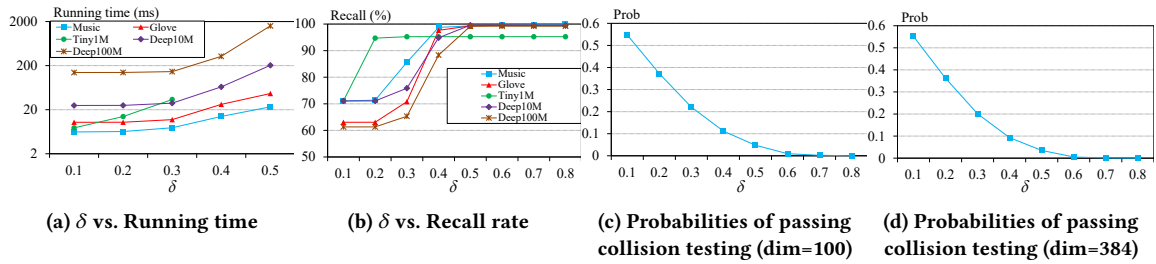 Running time (ms)
2000
200
20
2
Music
Glove
Tiny1M
Deep10M
Deep100M
0.1 0.2 0.3 0.4 0.5
δ
(a) δ vs. Running time
Recall (%)
100
90
80
70
60
50
Music
Glove
Tiny1M
Deep10M
Deep100M
0.1 0.2 0.3 0.4 0.5 0.6 0.7 0.8
δ
(b) δ vs. Recall rate
Prob
0.6
0.5
0.4
0.3
0.2
0.1
0
0.1 0.2 0.3 0.4 0.5 0.6 0.7 0.8
δ
(c) Probabilities of passing
collision testing (dim=100)
Prob
0.6
0.5
0.4
0.3
0.2
0.1
0
0.1 0.2 0.3 0.4 0.5 0.6 0.7 0.8
δ
(d) Probabilities of passing
collision testing (dim=384)